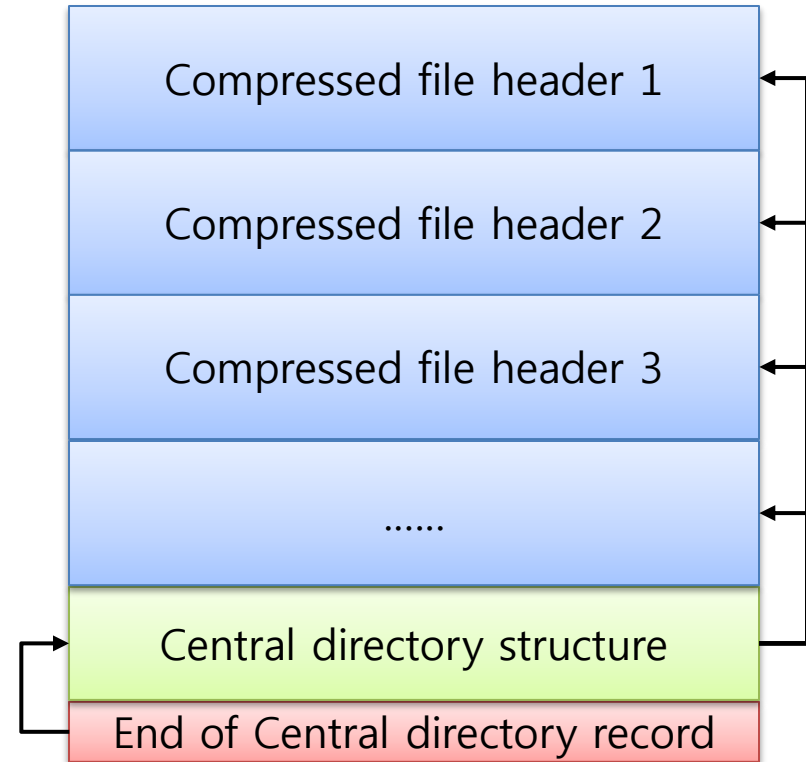 Compressed file header 1
Compressed file header 2
Compressed file header 3
......
Central directory structure
End of Central directory record